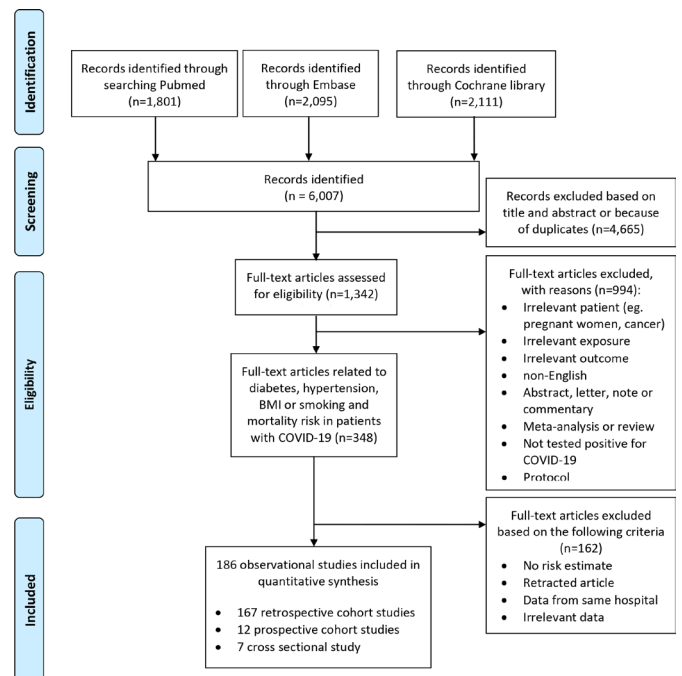 Identification
Records identified through
searching Pubmed
(n=1,801)
Records identified
through Embase
(n=2,095)
Records identified
through Cochrane library
(n=2,111)
Screening
Records identified
(n = 6,007)
Records excluded based on
title and abstract or because
of duplicates (n=4,665)
Eligibility
Full-text articles assessed
for eligibility (n=1,342)
Full-text articles excluded,
with reasons (n=994):
• Irrelevant patient (eg.
pregnant women, cancer)
• Irrelevant exposure
• Irrelevant outcome
• non-English
• Abstract, letter, note or
commentary
• Meta-analysis or review
• Not tested positive for
COVID-19
• Protocol
Full-text articles related to
diabetes, hypertension,
BMI or smoking and
mortality risk in patients
with COVID-19 (n=348)
Included
Full-text articles excluded
based on the following criteria
(n=162)
• No risk estimate
• Retracted article
• Data from same hospital
• Irrelevant data
186 observational studies included in
quantitative synthesis
• 167 retrospective cohort studies
• 12 prospective cohort studies
• 7 cross sectional study